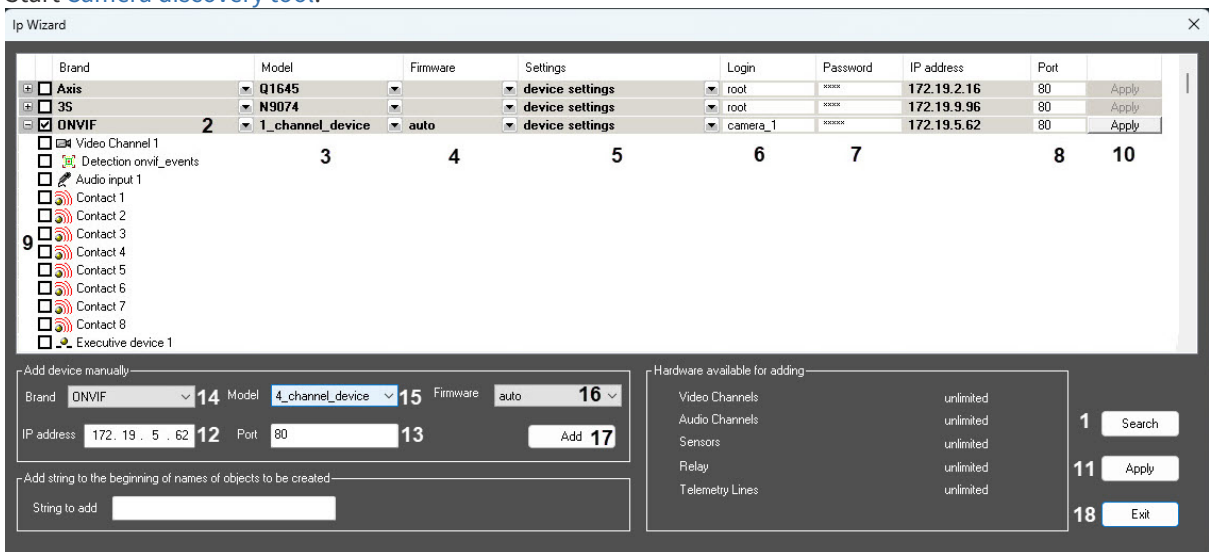 Start Camera discovery tool.
Ip Wizard
Brand Model Firmware Settings Login Password IP address Port
Axis Q1645 device settings root **** 172.19.2.16 80 Apply
3S N9074 device settings root **** 172.19.9.96 80 Apply
ONVIF 2 1_channel_device auto device settings camera_1 ***** 172.19.5.62 80 Apply
Video Channel 1
3 4 5 6 7 8 10
Detection onvif_events
Audio input 1
Contact 1
Contact 2
Contact 3
9
Contact 4
Contact 5
Contact 6
Contact 7
Contact 8
Executive device 1
Add device manually
Brand ONVIF 14 Model 4_channel_device 15 Firmware auto 16
IP address 172. 19 . 5 . 62 12 Port 80 13 Add 17
Add string to the beginning of names of objects to be created
String to add
Hardware available for adding
Video Channels unlimited
Audio Channels unlimited
Sensors unlimited
Relay unlimited
Telemetry Lines unlimited
1 Search
11 Apply
18 Exit